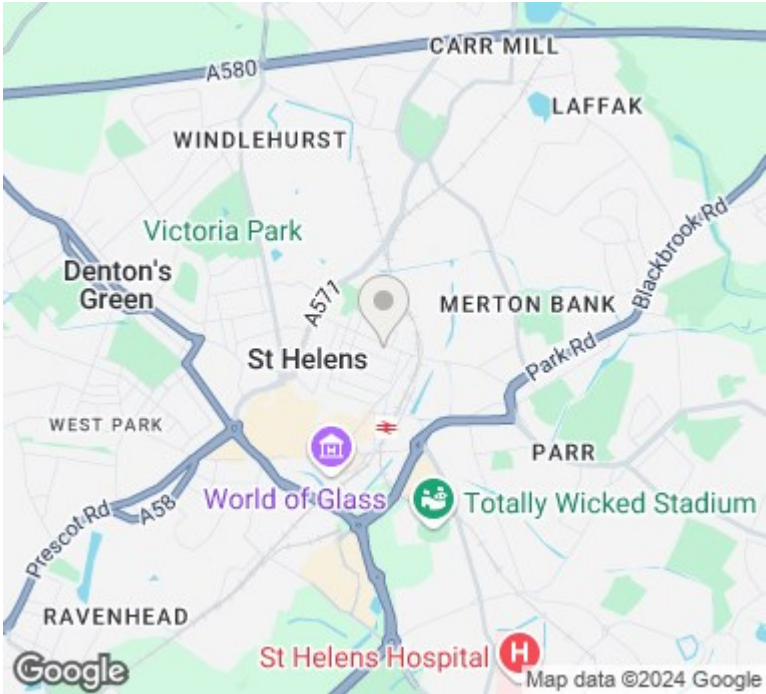 CARR MILL
A580
LAFFAK
WINDLEHURST
Victoria Park
Blackbrook Rd
Denton's
Green
A571
MERTON BANK
St Helens
Park Rd
WEST PARK
PARR
World of Glass
Totally Wicked Stadium
A58
Prescot Rd
RAVENHEAD
St Helens Hospital
H
Google
Map data ©2024 Google